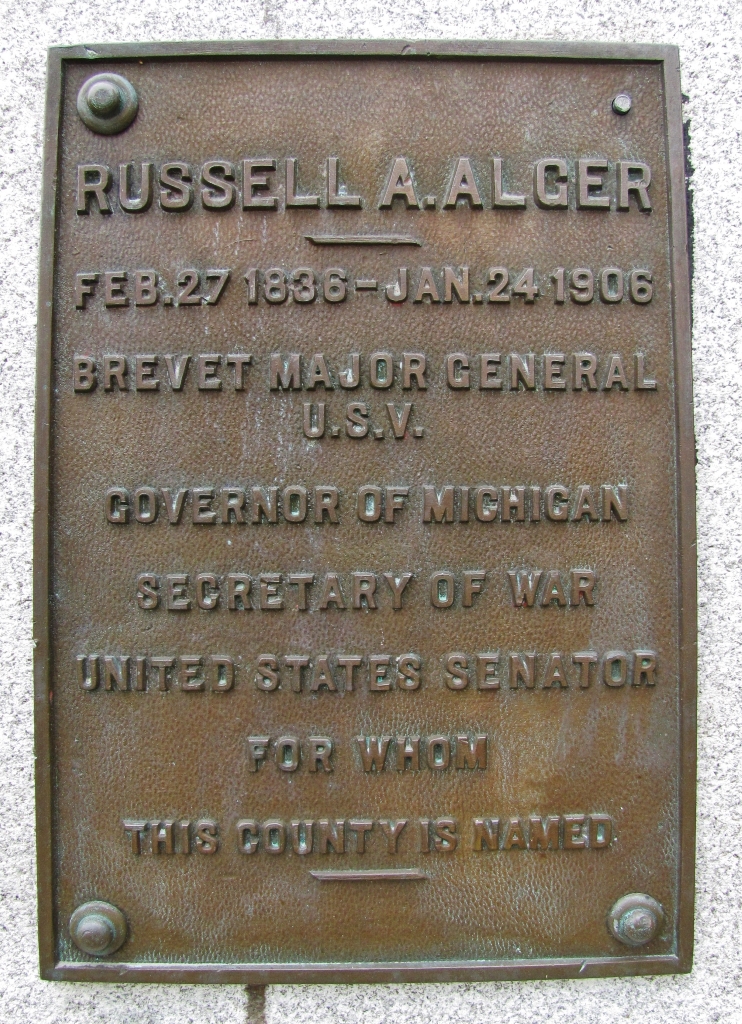 RUSSELL A. ALGER
FEB. 27 1836 - JAN. 24 1906
BREVET MAJOR GENERAL
U.S.V.
GOVERNOR OF MICHIGAN
SECRETARY OF WAR
UNITED STATES SENATOR
FOR WHOM
THIS COUNTY IS NAMED